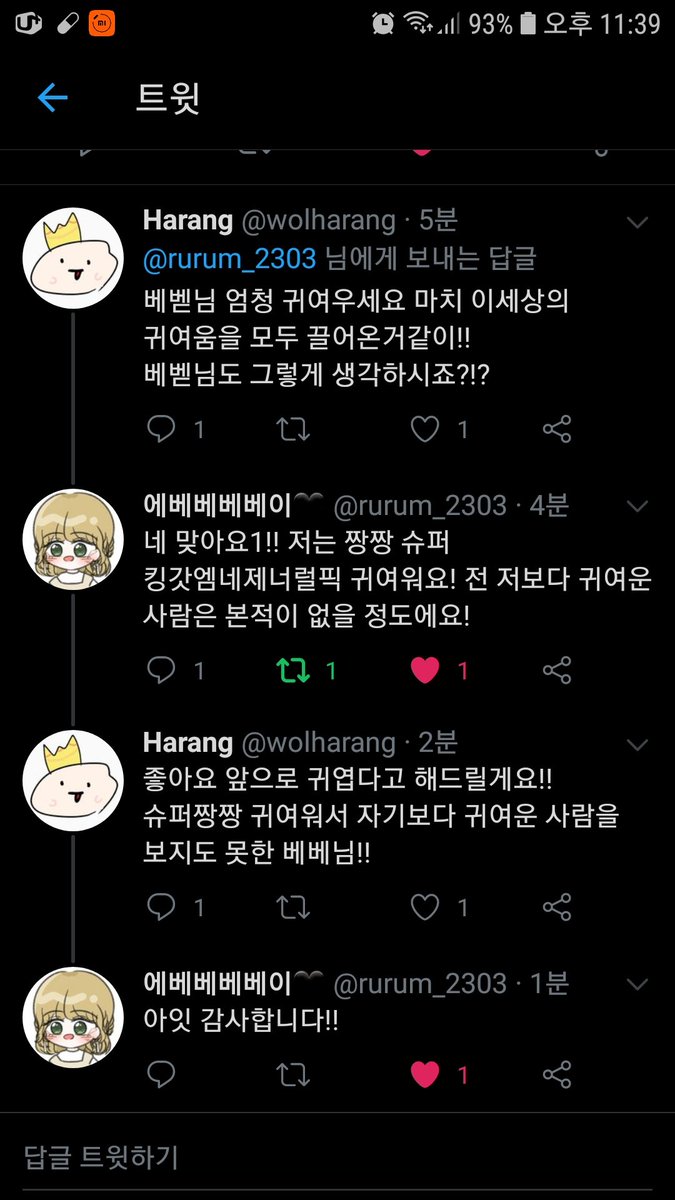 93% 오후 11:39
트윗
Harang @wolharang · 5분
@rurum_2303 님에게 보내는 답글
베벧님 엄청 귀여우세요 마치 이세상의
귀여움을 모두 끌어온거같이!!
베벧님도 그렇게 생각하시죠?!?
1 1
에베베베베이🖤 @rurum_2303 · 4분
네 맞아요1!! 저는 짱짱 슈퍼
킹갓엠네제너럴픽 귀여워요! 전 저보다 귀여운
사람은 본적이 없을 정도에요!
1 1 1
Harang @wolharang · 2분
좋아요 앞으로 귀엽다고 해드릴게요!!
슈퍼짱짱 귀여워서 자기보다 귀여운 사람을
보지도 못한 베베님!!
1 1
에베베베베이🖤 @rurum_2303 · 1분
아잇 감사합니다!!
1
답글 트윗하기